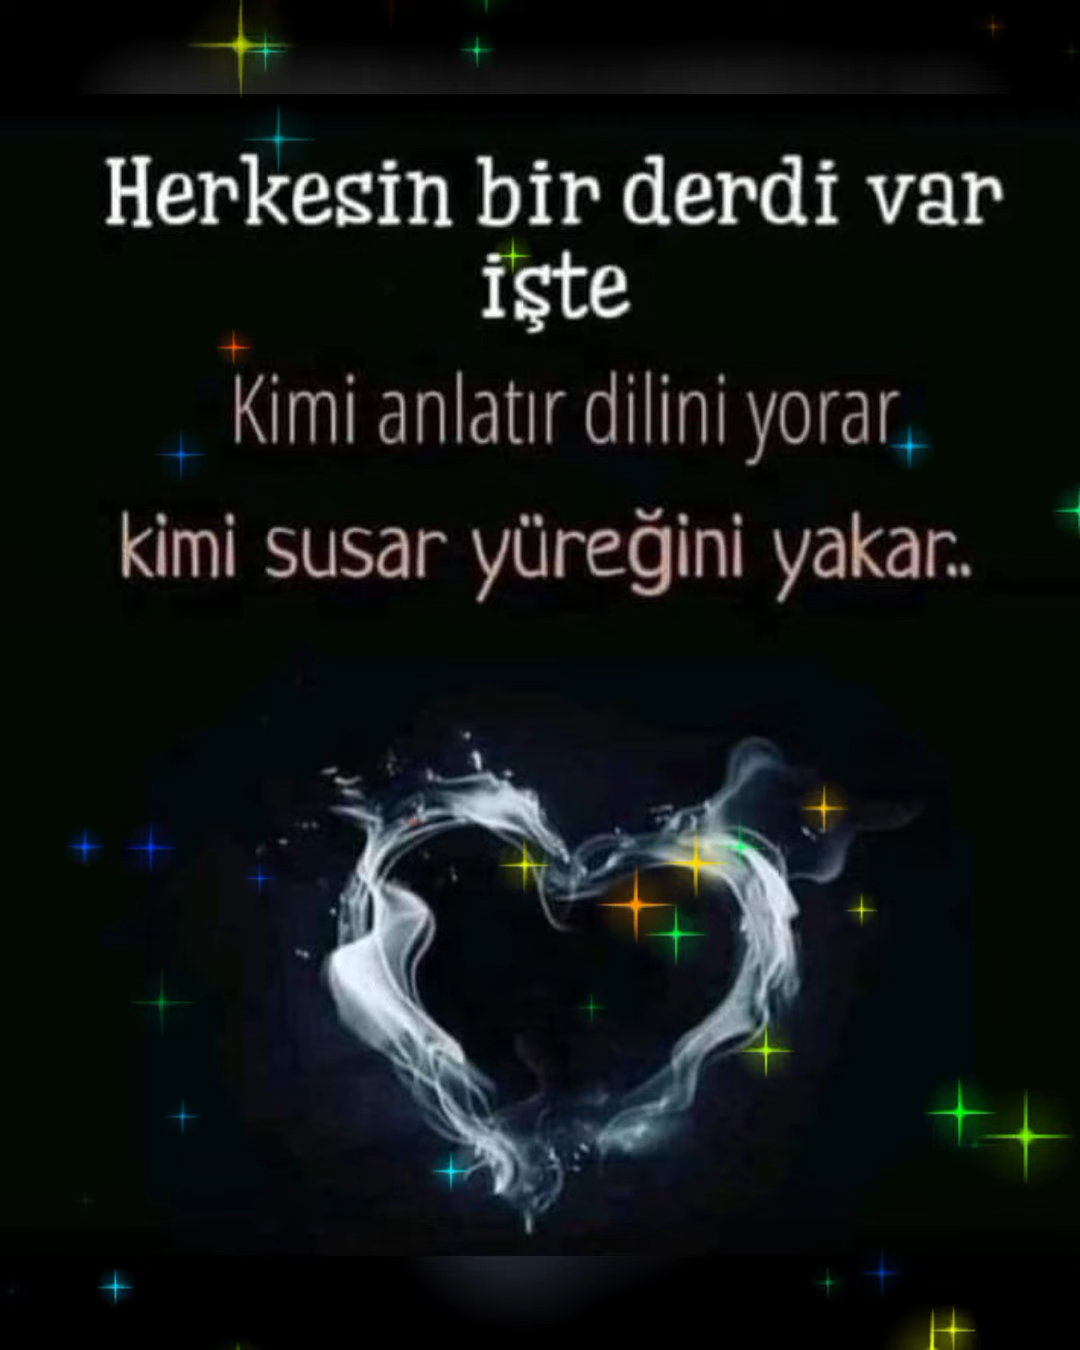 Herkesin bir derdi var
işte
Kimi anlatır dilini yorar
kimi susar yüreğini yakar..